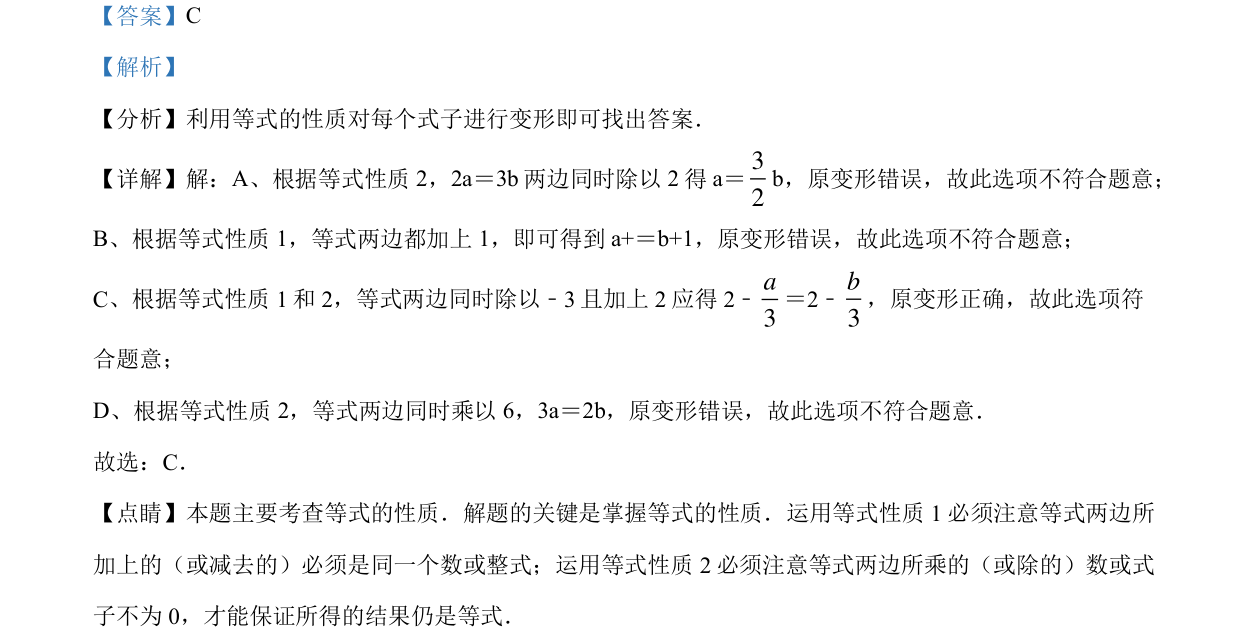 【答案】C
【解析】
【分析】利用等式的性质对每个式子进行变形即可找出答案．
【详解】解：A、根据等式性质 2，2a＝3b 两边同时除以 2 得 a＝3/2 b，原变形错误，故此选项不符合题意；
B、根据等式性质 1，等式两边都加上 1，即可得到 a+＝b+1，原变形错误，故此选项不符合题意；
C、根据等式性质 1 和 2，等式两边同时除以﹣3 且加上 2 应得 2﹣a/3＝2﹣b/3，原变形正确，故此选项符
合题意；
D、根据等式性质 2，等式两边同时乘以 6，3a＝2b，原变形错误，故此选项不符合题意．
故选：C．
【点睛】本题主要考查等式的性质．解题的关键是掌握等式的性质．运用等式性质 1 必须注意等式两边所
加上的（或减去的）必须是同一个数或整式；运用等式性质 2 必须注意等式两边所乘的（或除的）数或式
子不为 0，才能保证所得的结果仍是等式．